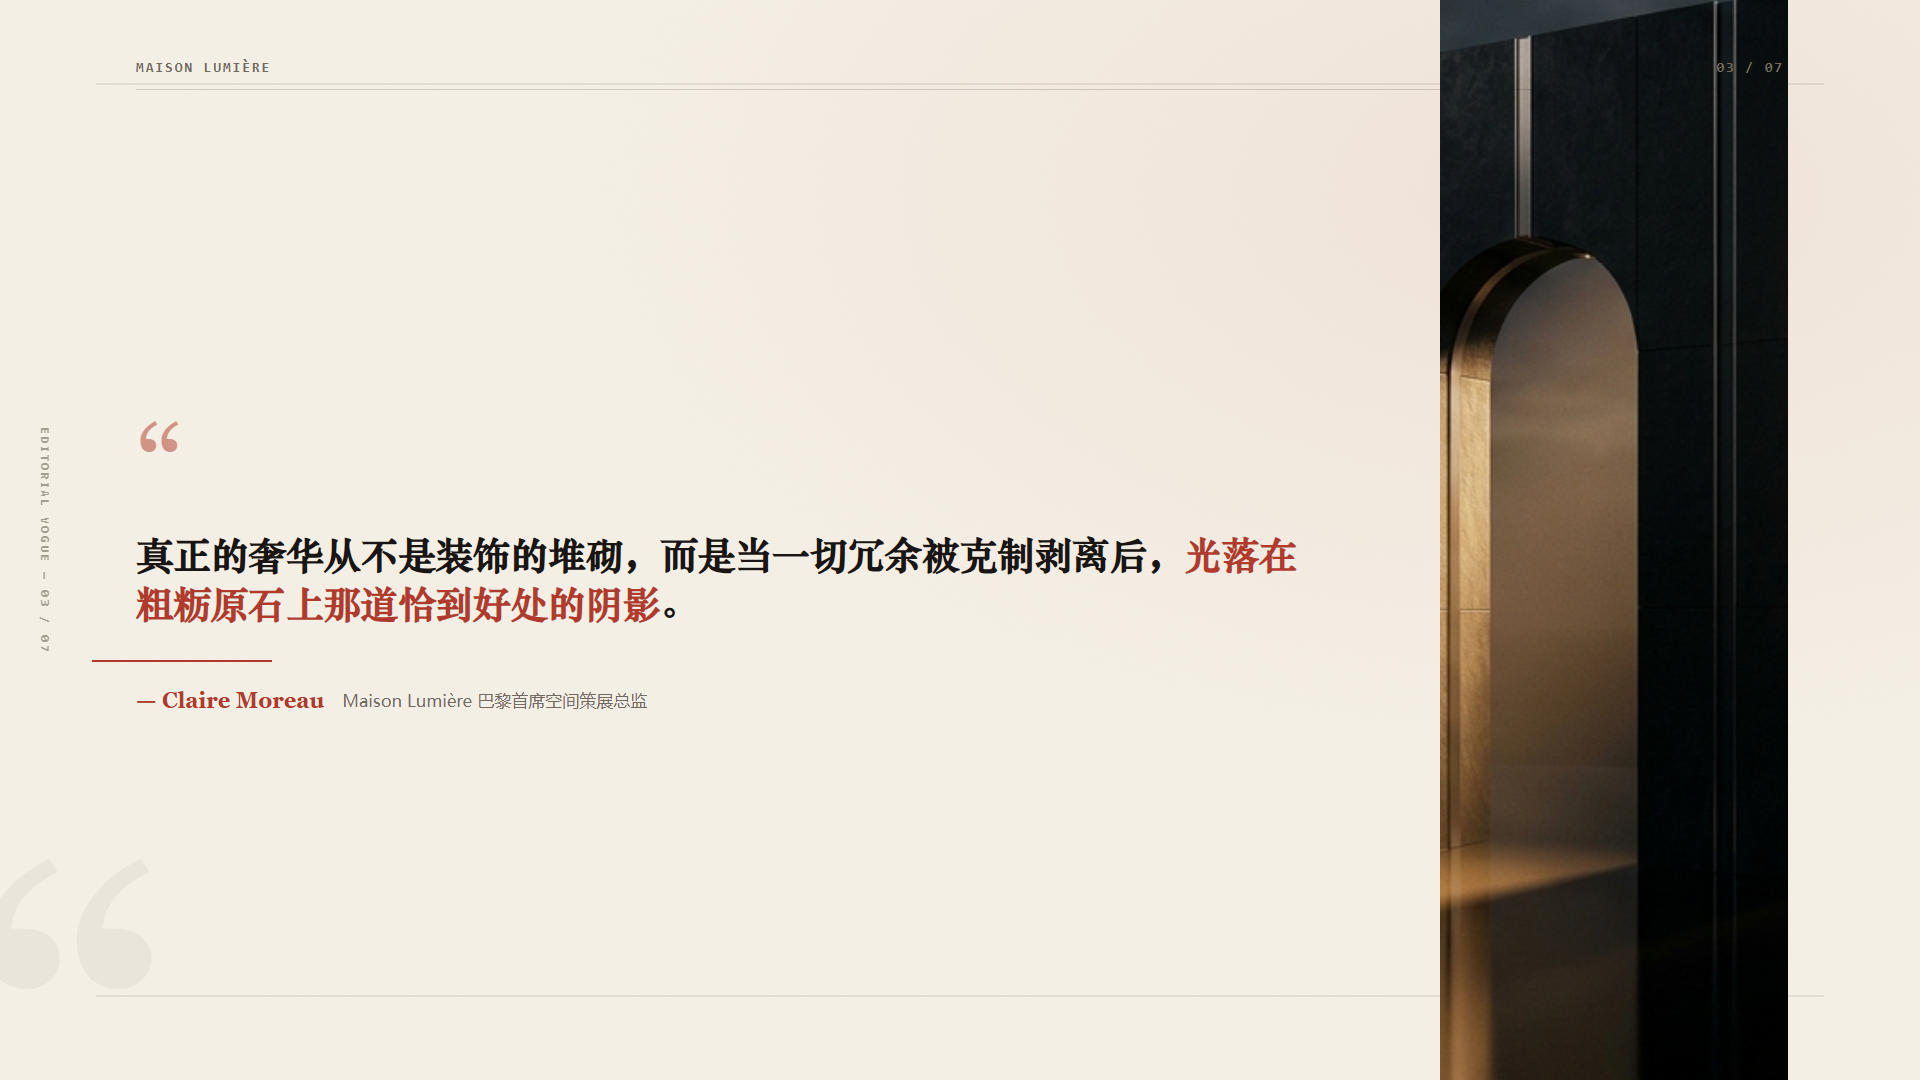 MAISON LUMIÈRE
03 / 07
EDITORIAL VOGUE — 03 / 07
“
真正的奢华从不是装饰的堆砌，而是当一切冗余被克制剥离后，光落在
粗粝原石上那道恰到好处的阴影。
— Claire Moreau Maison Lumière 巴黎首席空间策展总监
“